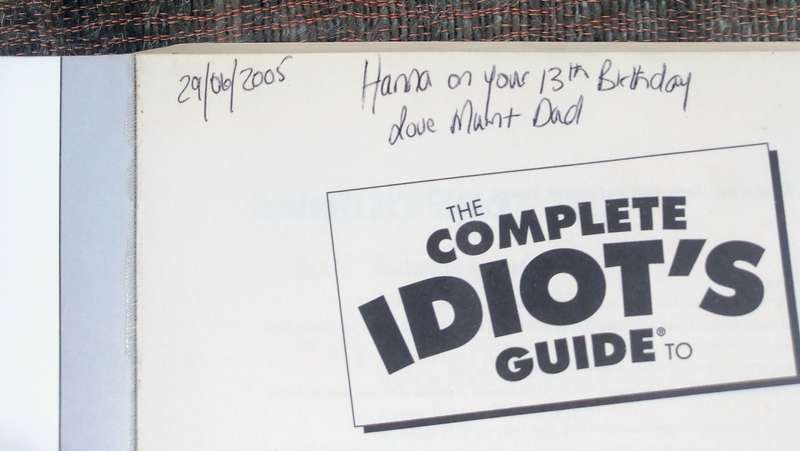 29/06/2005
Hanna on your 13th Birthday
Love Mum + Dad
THE
COMPLETE
IDIOT'S
GUIDE® TO